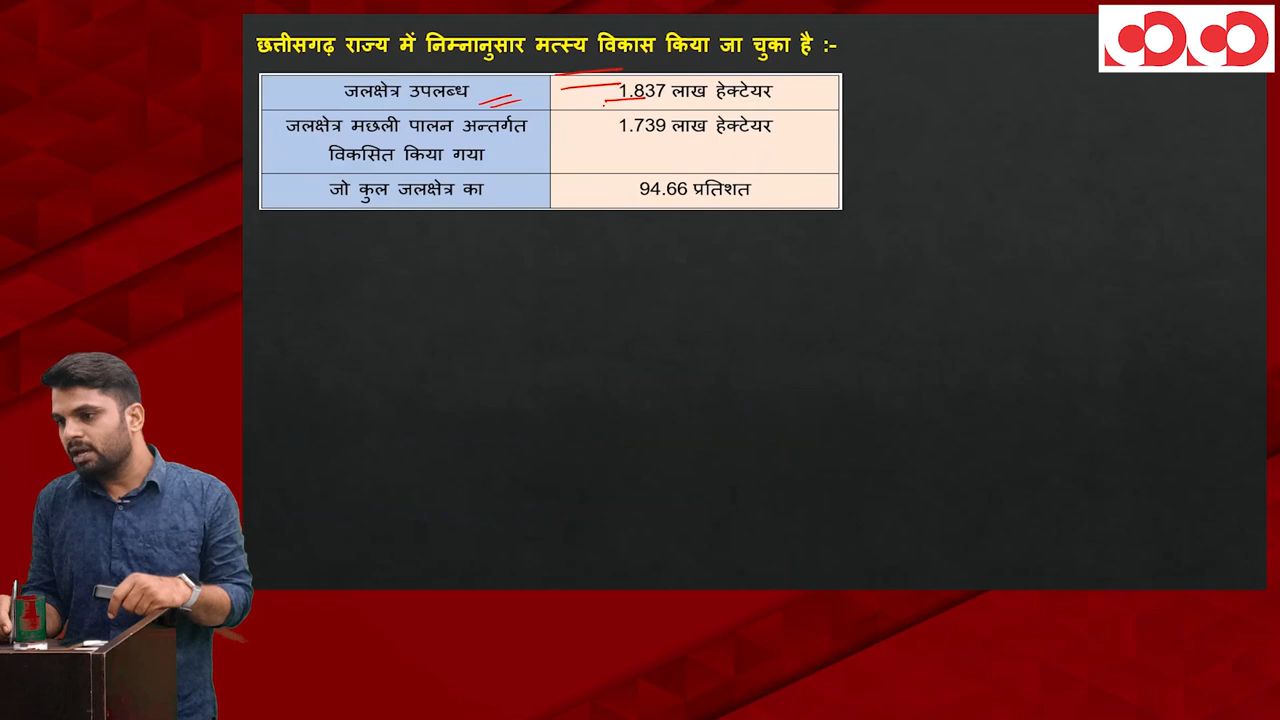 छत्तीसगढ़ राज्य में निम्नानुसार मत्स्य विकास किया जा चुका है :-
जलक्षेत्र उपलब्ध 1.837 लाख हेक्टेयर
जलक्षेत्र मछली पालन अन्तर्गत 1.739 लाख हेक्टेयर
विकसित किया गया
जो कुल जलक्षेत्र का 94.66 प्रतिशत